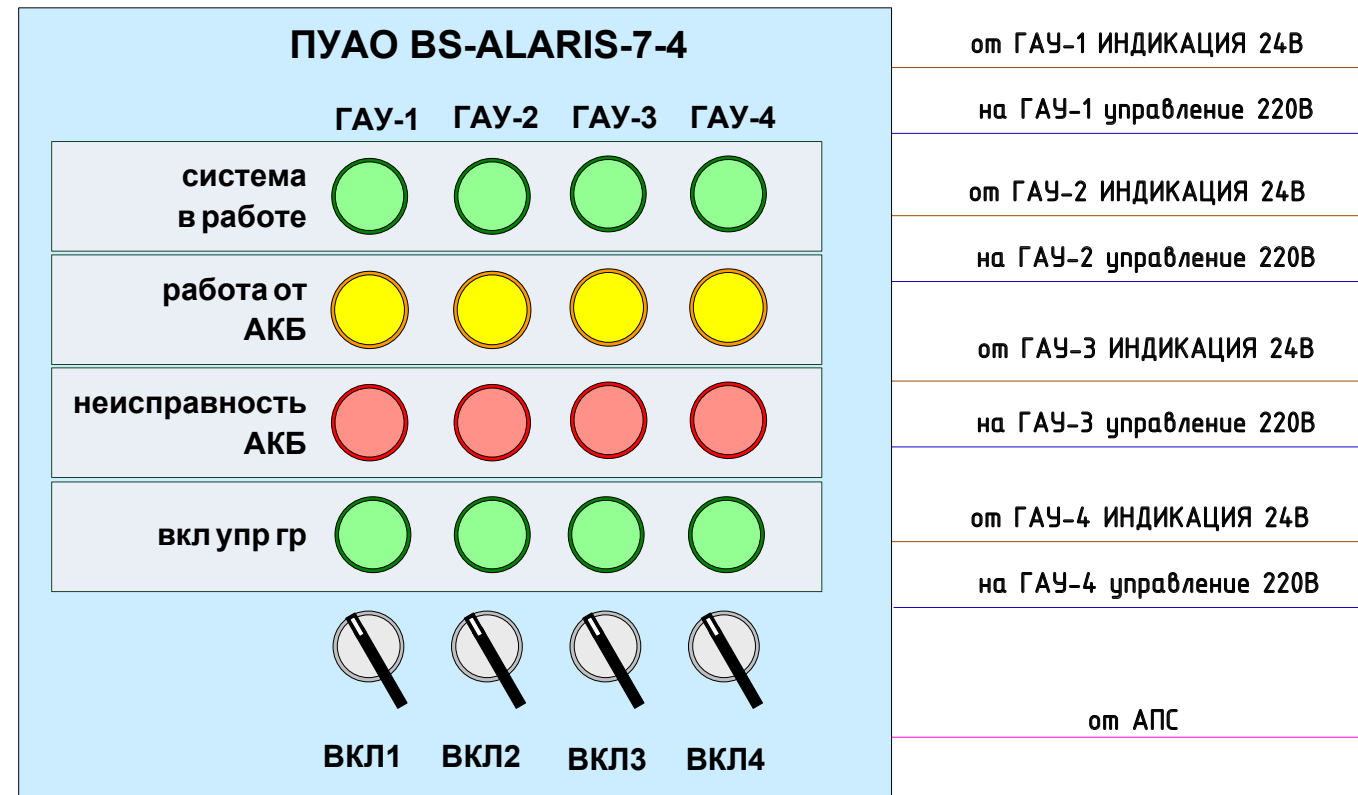 ПУАО BS-ALARIS-7-4
ГАУ-1 ГАУ-2 ГАУ-3 ГАУ-4
система
в работе
работа от
АКБ
неисправность
АКБ
вкл упр гр
ВКЛ1 ВКЛ2 ВКЛ3 ВКЛ4
от ГАУ-1 ИНДИКАЦИЯ 24В
на ГАУ-1 управление 220В
от ГАУ-2 ИНДИКАЦИЯ 24В
на ГАУ-2 управление 220В
от ГАУ-3 ИНДИКАЦИЯ 24В
на ГАУ-3 управление 220В
от ГАУ-4 ИНДИКАЦИЯ 24В
на ГАУ-4 управление 220В
от АПС